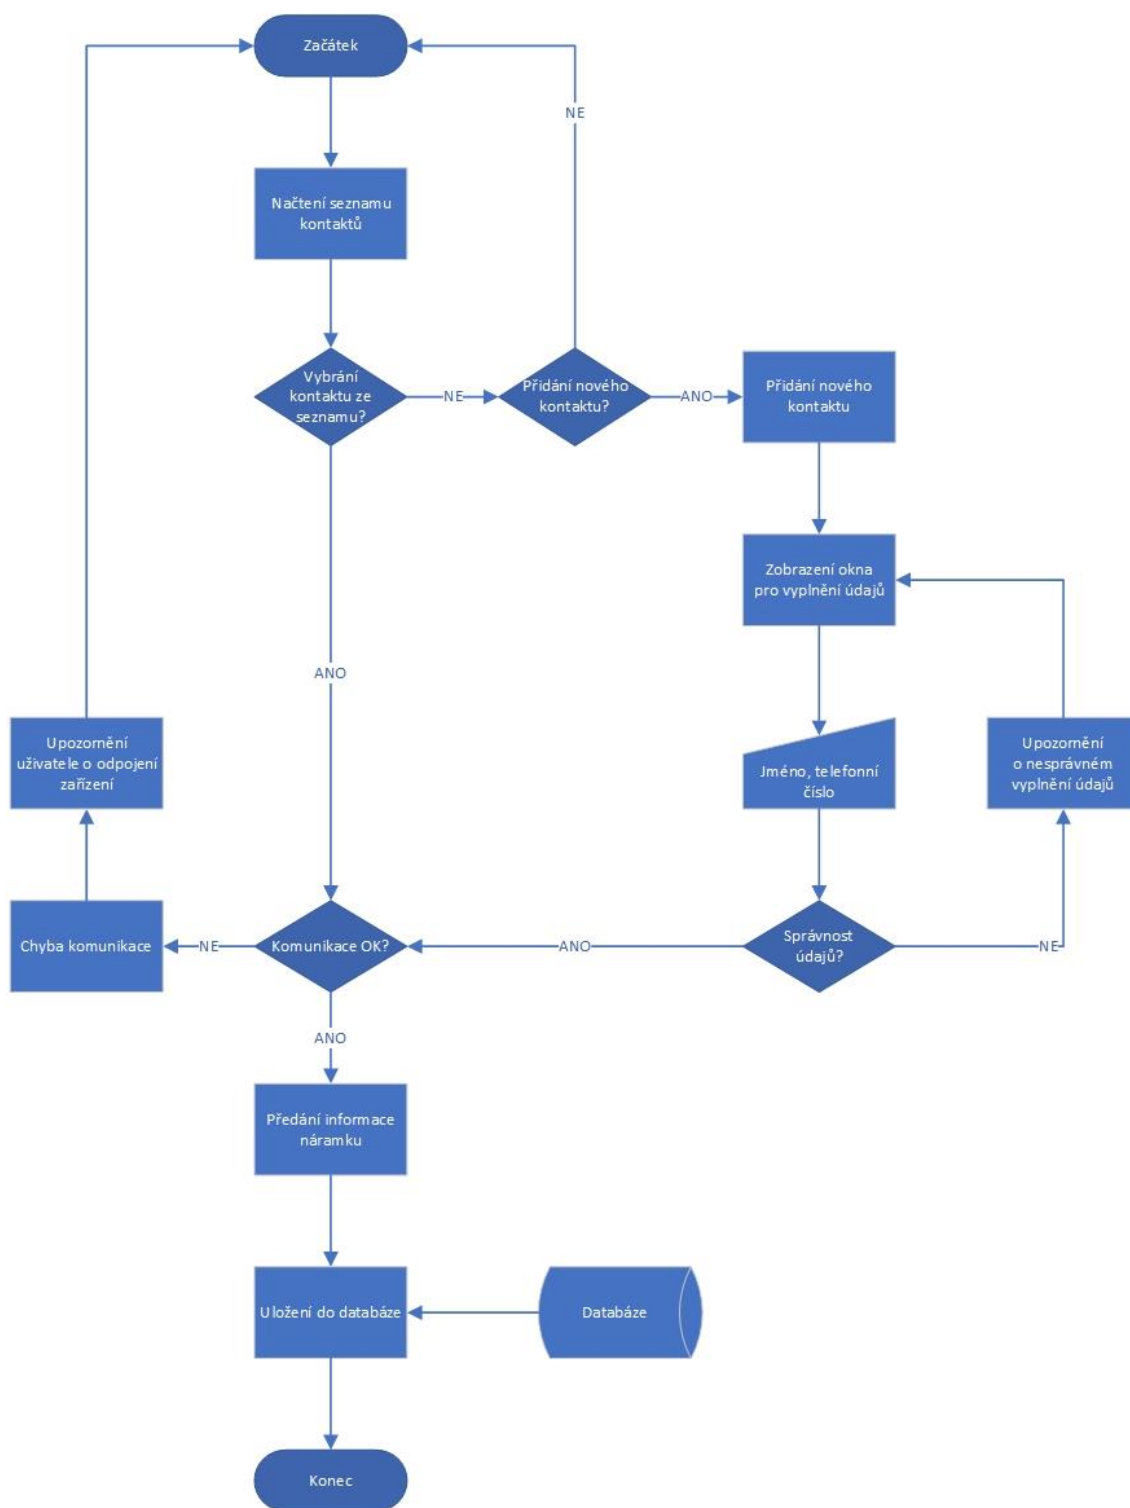 Začátek
NE
Načtení seznamu
kontaktů
Vybrání
kontaktu ze
seznamu?
NE
Přidání nového
kontaktu?
ANO
Přidání nového
kontaktu
Zobrazení okna
pro vyplnění údajů
ANO
Upozornění
uživatele o odpojení
zařízení
Jméno, telefonní
číslo
Upozornění
o nesprávném
vyplnění údajů
Chyba komunikace
NE
Komunikace OK?
ANO
Správnost
údajů?
NE
ANO
Předání informace
náramku
Uložení do databáze
Databáze
Konec